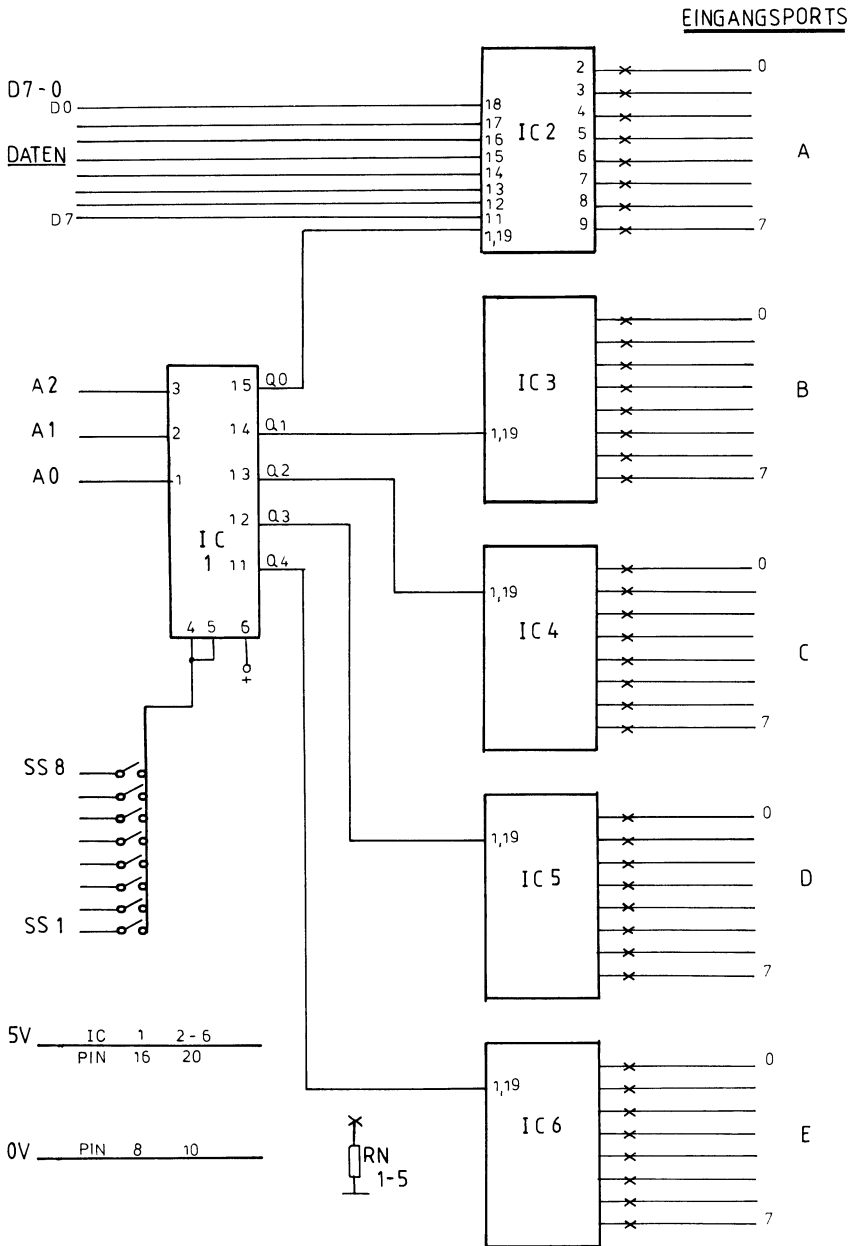 EINGANGSPORTS
D7-0
D0
DATEN
D7
18
17
16
15
14
13
12
11
1,19
IC2
2
3
4
5
6
7
8
9
0
7
A
IC3
1,19
0
7
B
A2
A1
A0
3
2
1
IC
1
15
14
13
12
11
Q0
Q1
Q2
Q3
Q4
4 5 6
+
IC4
1,19
0
7
C
SS8
SS1
IC5
1,19
0
7
D
5V IC 1 2-6
PIN 16 20
0V PIN 8 10
RN
1-5
IC6
1,19
0
7
E